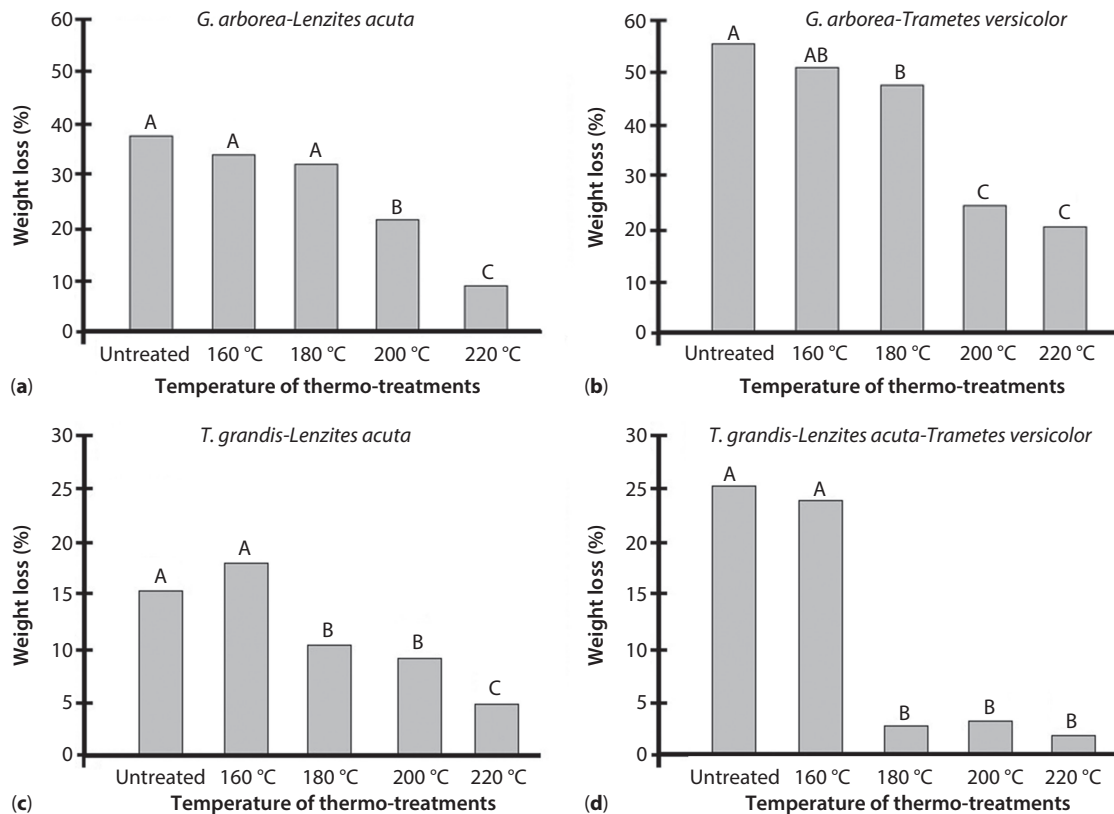 G. arborea-Lenzites acuta
60
50
40
30
20
10
0
Weight loss (%)
A
A
A
B
C
Untreated 160 °C 180 °C 200 °C 220 °C
(a) Temperature of thermo-treatments
G. arborea-Trametes versicolor
60
50
40
30
20
10
0
Weight loss (%)
A
AB
B
C
C
Untreated 160 °C 180 °C 200 °C 220 °C
(b) Temperature of thermo-treatments
T. grandis-Lenzites acuta
30
25
20
15
10
5
0
Weight loss (%)
A
A
B
B
C
Untreated 160 °C 180 °C 200 °C 220 °C
(c) Temperature of thermo-treatments
T. grandis-Lenzites acuta-Trametes versicolor
30
25
20
15
10
5
0
Weight loss (%)
A
A
B
B
B
Untreated 160 °C 180 °C 200 °C 220 °C
(d) Temperature of thermo-treatments